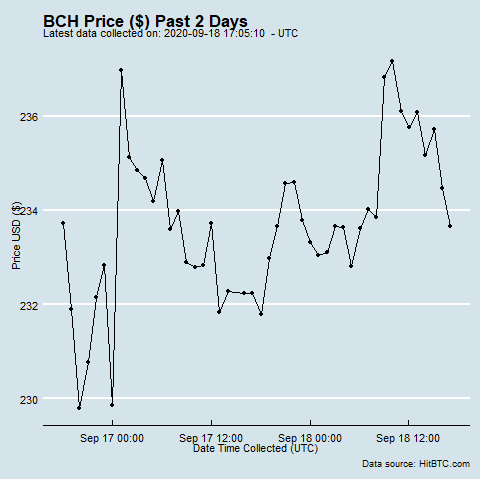 BCH Price ($) Past 2 Days
Latest data collected on: 2020-09-18 17:05:10 - UTC
Price USD ($)
236
234
232
230
Sep 17 00:00 Sep 17 12:00 Sep 18 00:00 Sep 18 12:00
Date Time Collected (UTC)
Data source: HitBTC.com